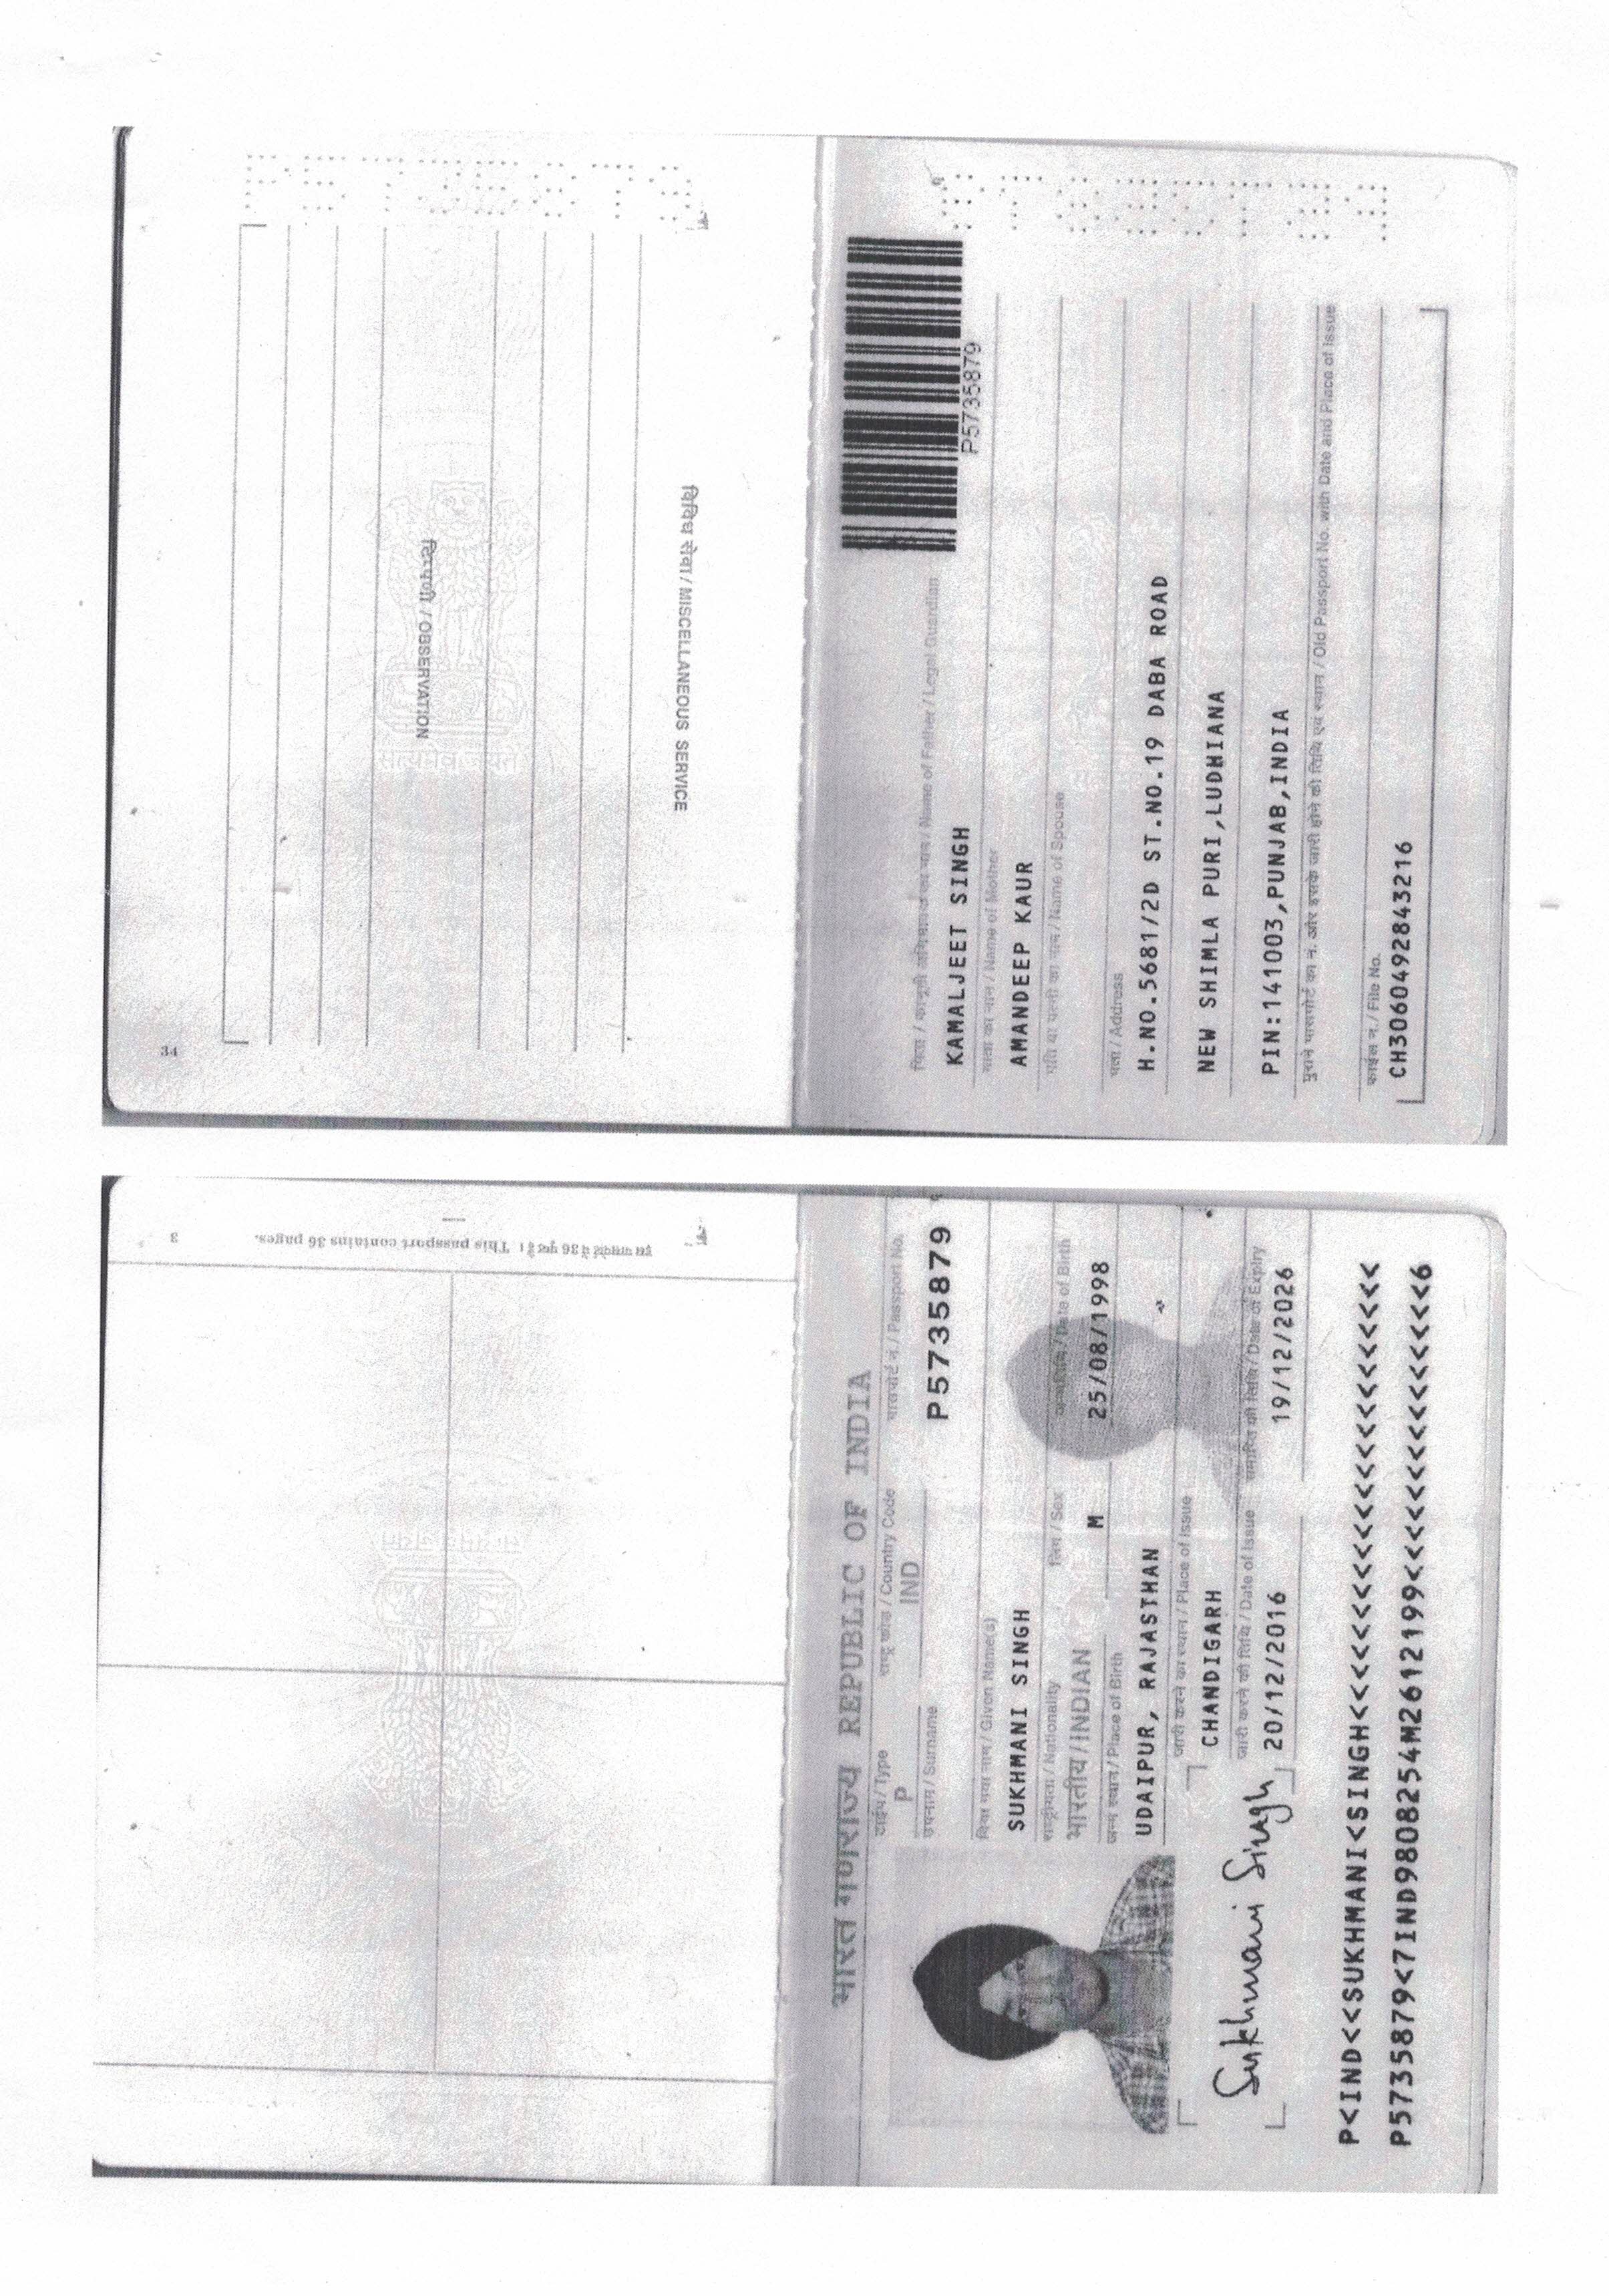 34
टिप्पणी / OBSERVATION
विविध सेवा / MISCELLANEOUS SERVICE
P5735879
पिता / कानूनी अभिभावक का नाम / Name of Father / Legal Guardian
KAMALJEET SINGH
माता का नाम / Name of Mother
AMANDEEP KAUR
पति या पत्नी का नाम / Name of Spouse
पता / Address
H.NO.5681/2D ST.NO.19 DABA ROAD
NEW SHIMLA PURI,LUDHIANA
PIN:141003,PUNJAB,INDIA
पुराने पासपोर्ट का न. और इसके जारी होने की तिथि एवं स्थान / Old Passport No. with Date and Place of Issue
फाईल न. / File No.
CH3060492843216
3
इस पासपोर्ट में 36 पृष्ठ हैं। This passport contains 36 pages.
सत्यमेव जयते
भारत गणराज्य REPUBLIC OF INDIA
टाईप / Type राष्ट्र कोड / Country Code पासपोर्ट न. / Passport No.
P IND P5735879
उपनाम / Surname
दिया गया नाम / Given Name(s)
SUKHMANI SINGH
राष्ट्रीयता / Nationality लिंग / Sex जन्मतिथि / Date of Birth
भारतीय / INDIAN M 25/08/1998
जन्म स्थान / Place of Birth
UDAIPUR, RAJASTHAN
जारी करने का स्थान / Place of Issue
CHANDIGARH
जारी करने की तिथि / Date of Issue समाप्ति की तिथि / Date of Expiry
20/12/2016 19/12/2026
Sukhmani Singh
P<IND<<SUKHMANI<SINGH<<<<<<<<<<<<<<<<<<<<<<<
P5735879<7IND9808254M2612199<<<<<<<<<<<<<<<6